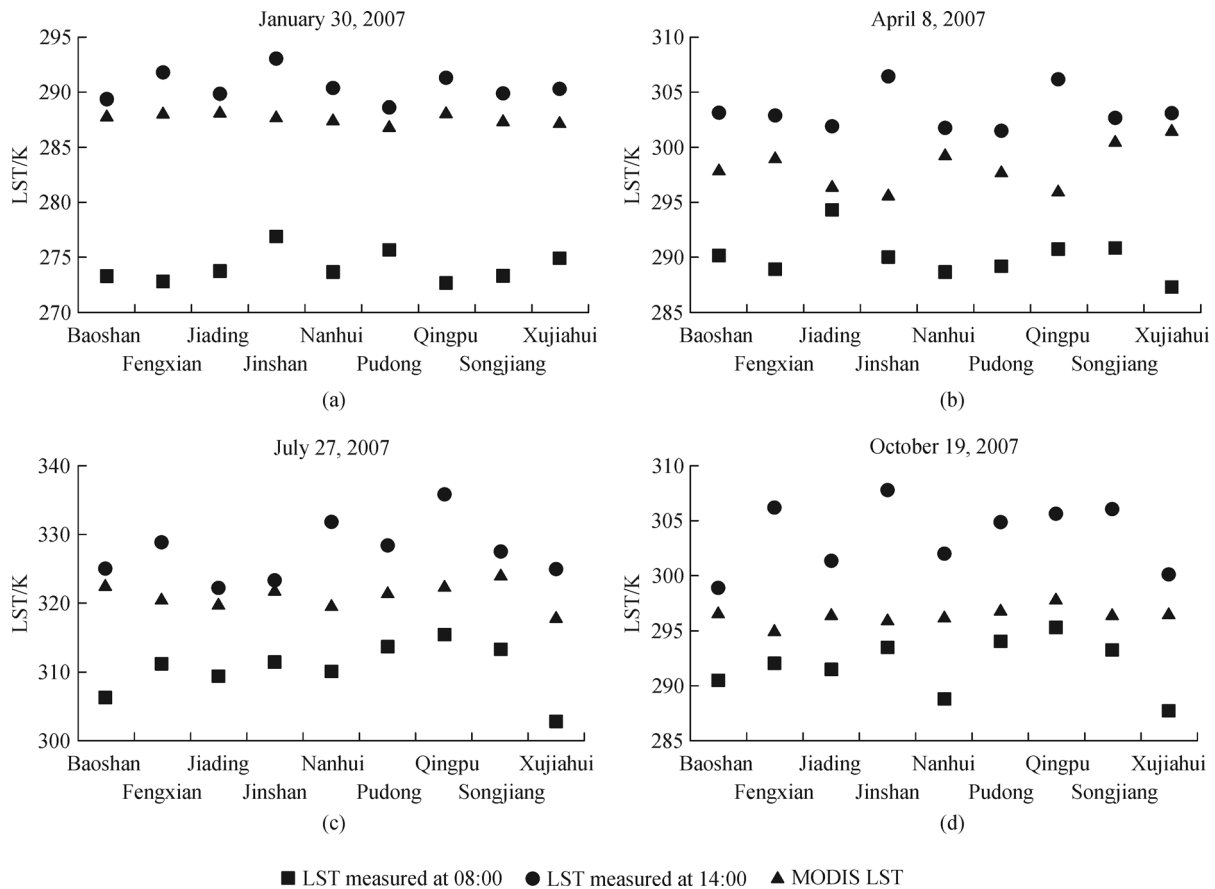 January 30, 2007
LST/K
295
290
285
280
275
270
Baoshan Jiading Nanhui Qingpu Xujiahui
Fengxian Jinshan Pudong Songjiang
(a)
April 8, 2007
LST/K
310
305
300
295
290
285
Baoshan Jiading Nanhui Qingpu Xujiahui
Fengxian Jinshan Pudong Songjiang
(b)
July 27, 2007
LST/K
340
330
320
310
300
Baoshan Jiading Nanhui Qingpu Xujiahui
Fengxian Jinshan Pudong Songjiang
(c)
October 19, 2007
LST/K
310
305
300
295
290
285
Baoshan Jiading Nanhui Qingpu Xujiahui
Fengxian Jinshan Pudong Songjiang
(d)
LST measured at 08:00 LST measured at 14:00 MODIS LST